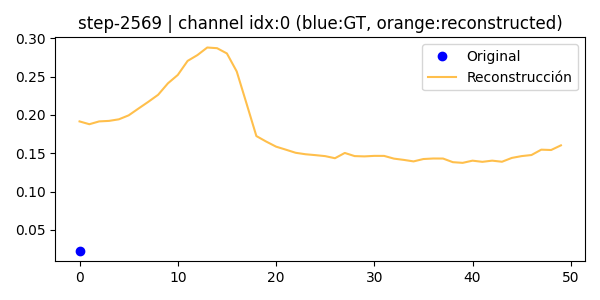 step-2569 | channel idx:0 (blue:GT, orange:reconstructed)
0.30
0.25
0.20
0.15
0.10
0.05
Original
Reconstrucción
0 10 20 30 40 50